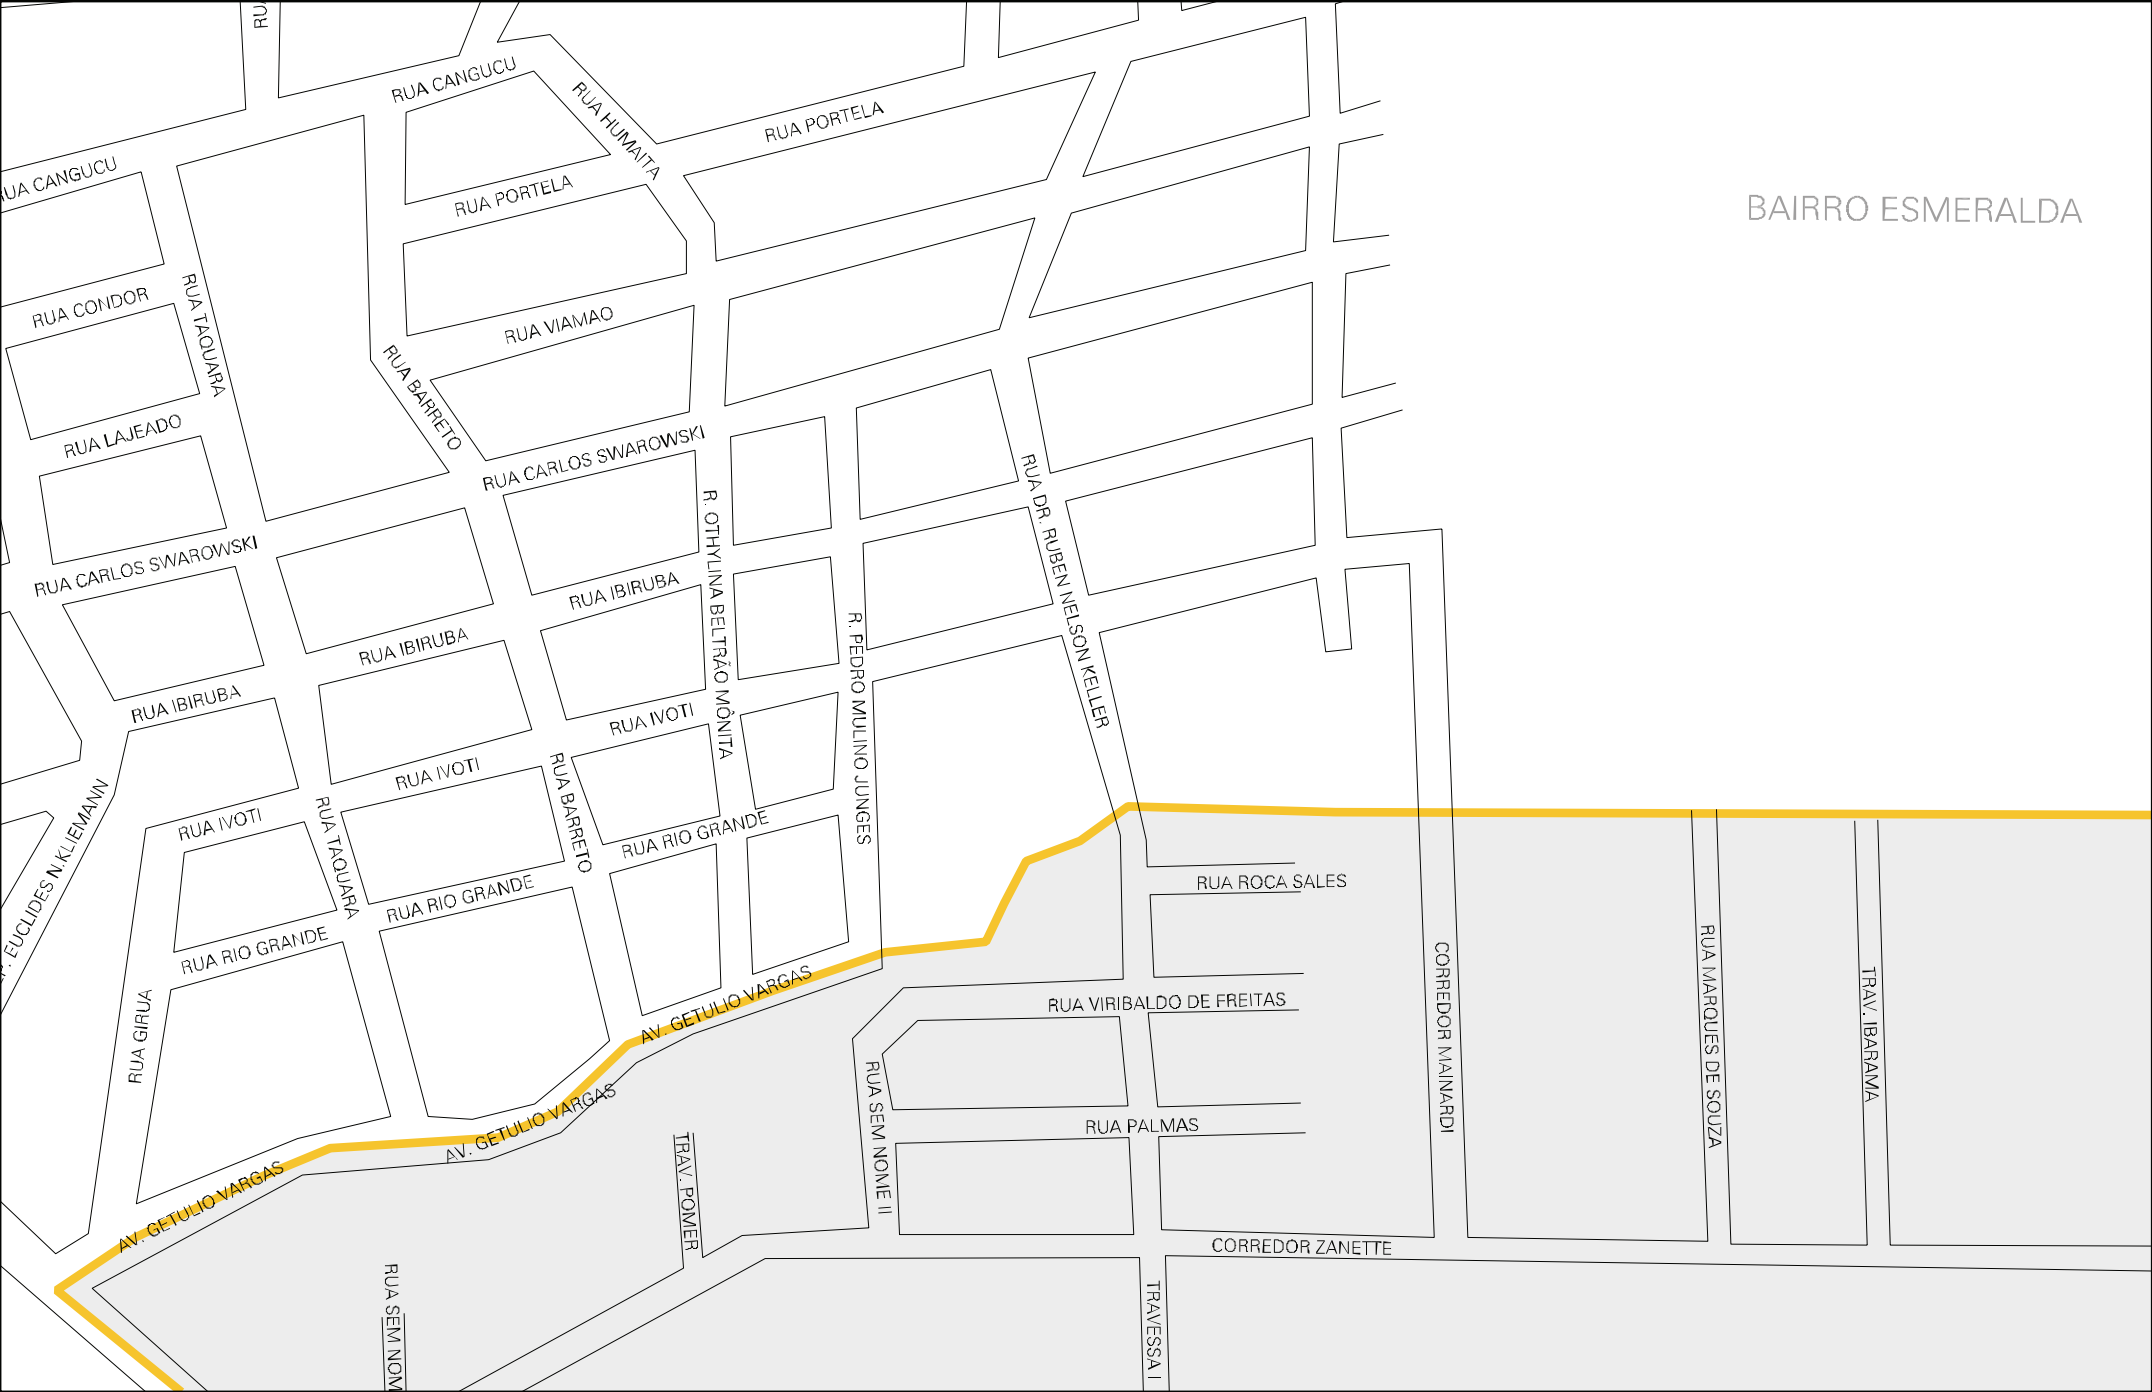 RUA CANGUCU
RUA HUMAITA
RUA PORTELA
RUA CANGUCU
RUA PORTELA
BAIRRO ESMERALDA
RUA CONDOR
RUA TAQUARA
RUA VIAMAO
RUA BARRETO
RUA LAJEADO
RUA CARLOS SWAROWSKI
RUA DR. RUBEN NELSON KELLER
R. OTHYLINA BELTRÃO MÔNITA
RUA CARLOS SWAROWSKI
RUA IBIRUBA
R. PEDRO MULINO JUNGES
RUA IBIRUBA
RUA IBIRUBA
RUA IVOTI
RUA IVOTI
RUA BARRETO
RUA TAQUARA
RUA IVOTI
EUCLIDES N.KLIEMANN
RUA RIO GRANDE
RUA RIO GRANDE
RUA RIO GRANDE
RUA ROCA SALES
RUA GIRUA
AV. GETULIO VARGAS
RUA VIRIBALDO DE FREITAS
CORREDOR MAINARDI
RUA MARQUES DE SOUZA
TRAV. IBARAMA
RUA SEM NOME II
AV. GETULIO VARGAS
RUA PALMAS
TRAV. POMER
AV. GETULIO VARGAS
CORREDOR ZANETTE
RUA SEM NOM
TRAVESSA I